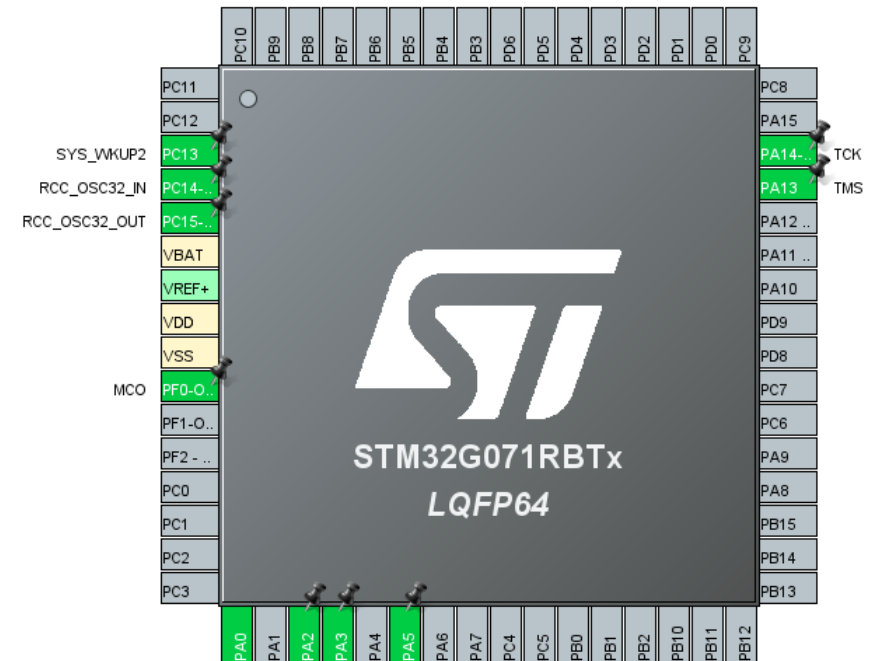 PC10 PB9 PB8 PB7 PB6 PB5 PB4 PB3 PD6 PD5 PD4 PD3 PD2 PD1 PD0 PC9
PC11 PC8
PC12 PA15
SYS_WKUP2 PC13 PA14-.. TCK
RCC_OSC32_IN PC14-.. PA13 TMS
RCC_OSC32_OUT PC15-.. PA12 ..
VBAT PA11 ..
VREF+ PA10
VDD PD9
VSS PD8
MCO PF0-O.. PC7
PF1-O.. PC6
PF2 - .. PA9
PC0 PA8
PC1 PB15
PC2 PB14
PC3 PB13
ST
STM32G071RBTx
LQFP64
PA0 PA1 PA2 PA3 PA4 PA5 PA6 PA7 PC4 PC5 PB0 PB1 PB2 PB10 PB11 PB12